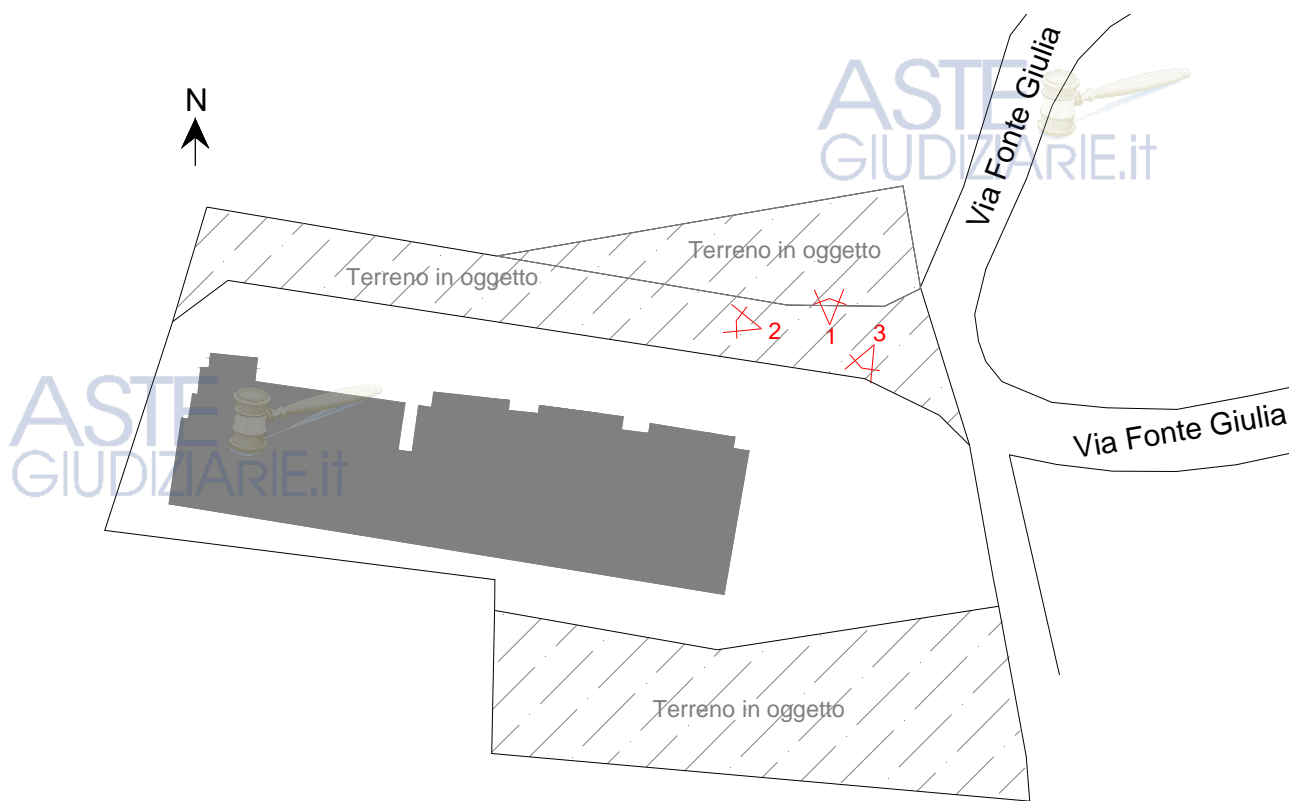 N
ASTE
GIUDIZIARIE.it
Via Fonte Giulia
Terreno in oggetto
Terreno in oggetto
2
1
3
ASTE
GIUDIZIARIE.it
Via Fonte Giulia
Terreno in oggetto